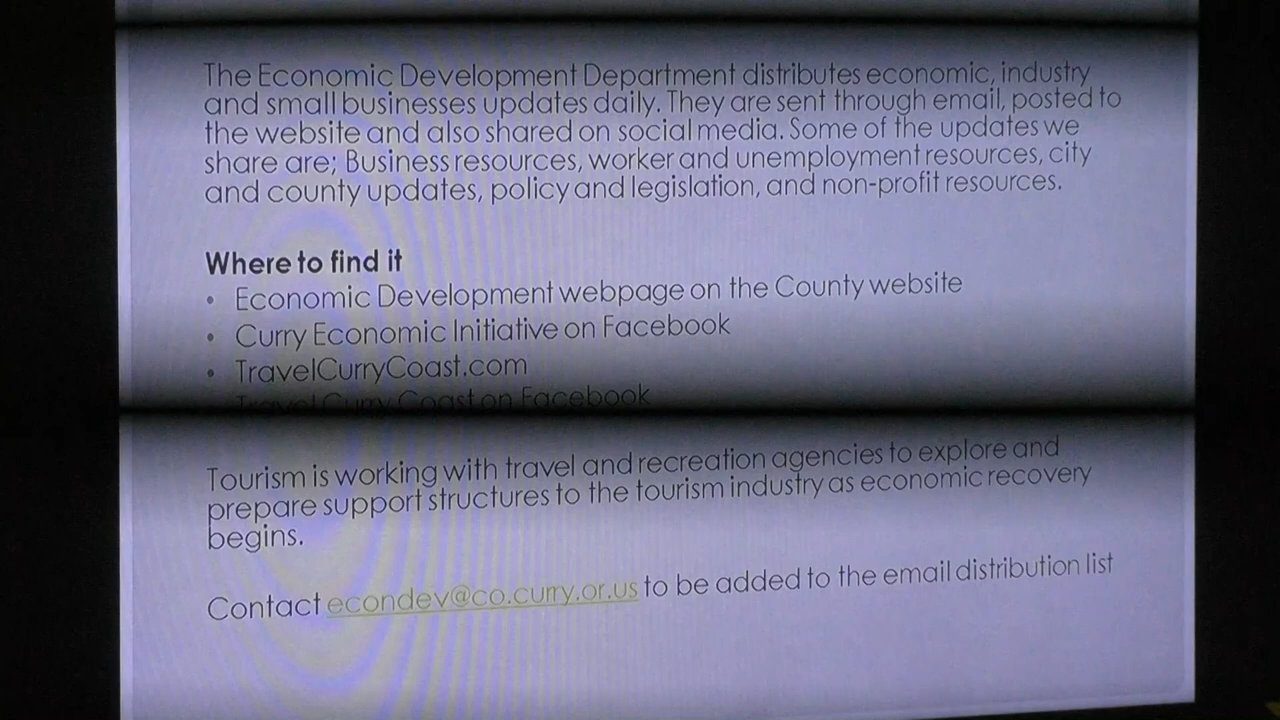 The Economic Development Department distributes economic, industry
and small businesses updates daily. They are sent through email, posted to
the website and also shared on social media. Some of the updates we
share are; Business resources, worker and unemployment resources, city
and county updates, policy and legislation, and non-profit resources.
Where to find it
• Economic Development webpage on the County website
• Curry Economic Initiative on Facebook
• TravelCurryCoast.com
Travel Curry Coast on Facebook
Tourism is working with travel and recreation agencies to explore and
prepare support structures to the tourism industry as economic recovery
begins.
Contact econdev@co.curry.or.us to be added to the email distribution list